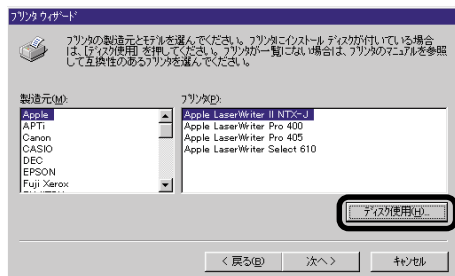 プリンタ ウィザード
プリンタの製造元とモデルを選んでください。プリンタにインストール ディスクが付いている場合
は、[ディスク使用] を押してください。プリンタが一覧にない場合は、プリンタのマニュアルを参照
して互換性のあるプリンタを選んでください。
製造元(M):
プリンタ(P):
Apple
APTi
Canon
CASIO
DEC
EPSON
Fuji Xerox
Apple LaserWriter II NTX-J
Apple LaserWriter Pro 400
Apple LaserWriter Pro 405
Apple LaserWriter Select 610
ディスク使用(H)...
< 戻る(B)
次へ >
キャンセル